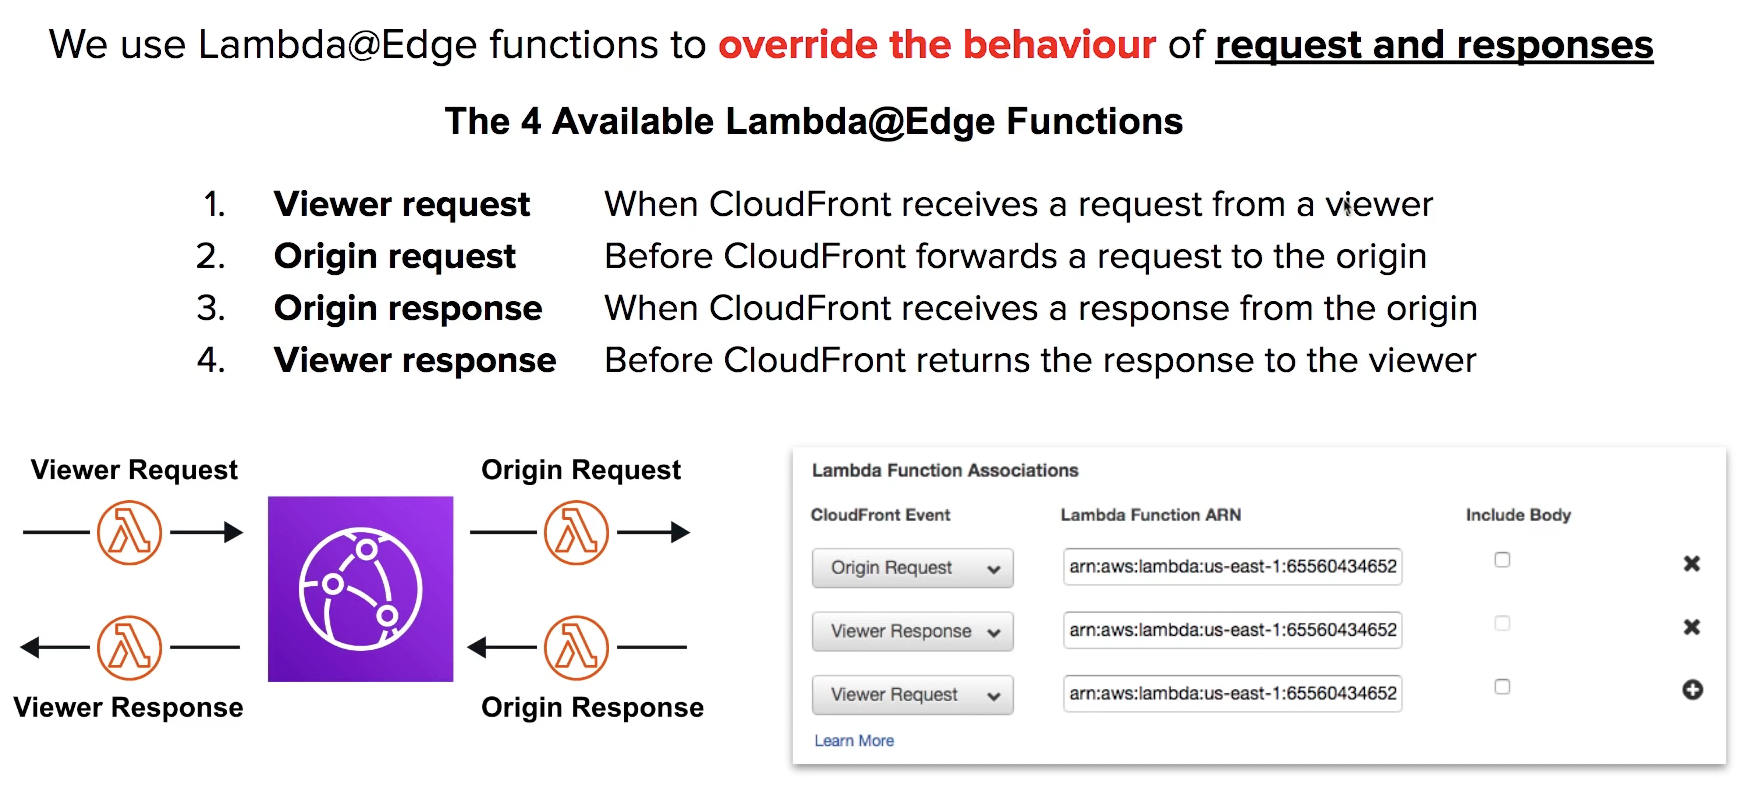 We use Lambda@Edge functions to override the behaviour of request and responses
The 4 Available Lambda@Edge Functions
1. Viewer request When CloudFront receives a request from a viewer
2. Origin request Before CloudFront forwards a request to the origin
3. Origin response When CloudFront receives a response from the origin
4. Viewer response Before CloudFront returns the response to the viewer
Viewer Request
Origin Request
Viewer Response
Origin Response
Lambda Function Associations
CloudFront Event Lambda Function ARN Include Body
Origin Request arn:aws:lambda:us-east-1:65560434652
Viewer Response arn:aws:lambda:us-east-1:65560434652
Viewer Request arn:aws:lambda:us-east-1:65560434652
Learn More